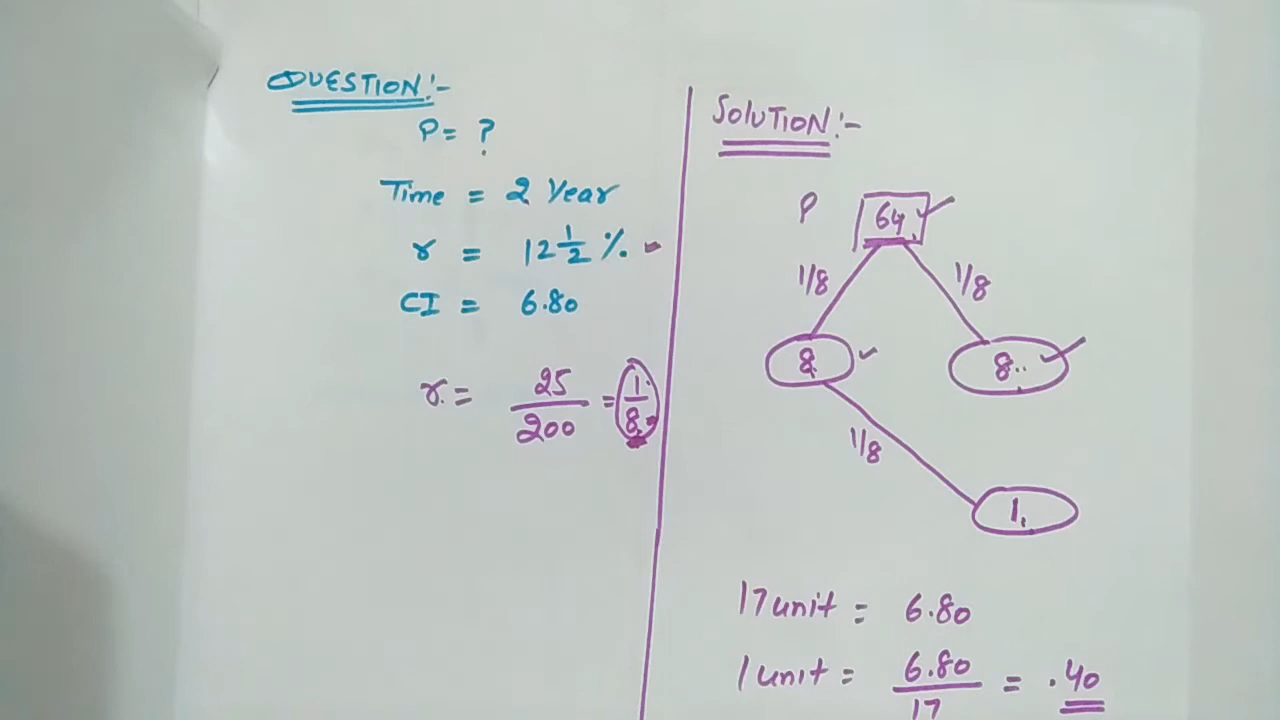 QUESTION:-
P = ?
Time = 2 Year
r = 12 1/2 %.
CI = 6.80
r. = 25/200 = 1/8
SOLUTION:-
P 64
1/8 1/8
8 8
1/8
1
17 unit = 6.80
1 unit = 6.80/17 = .40